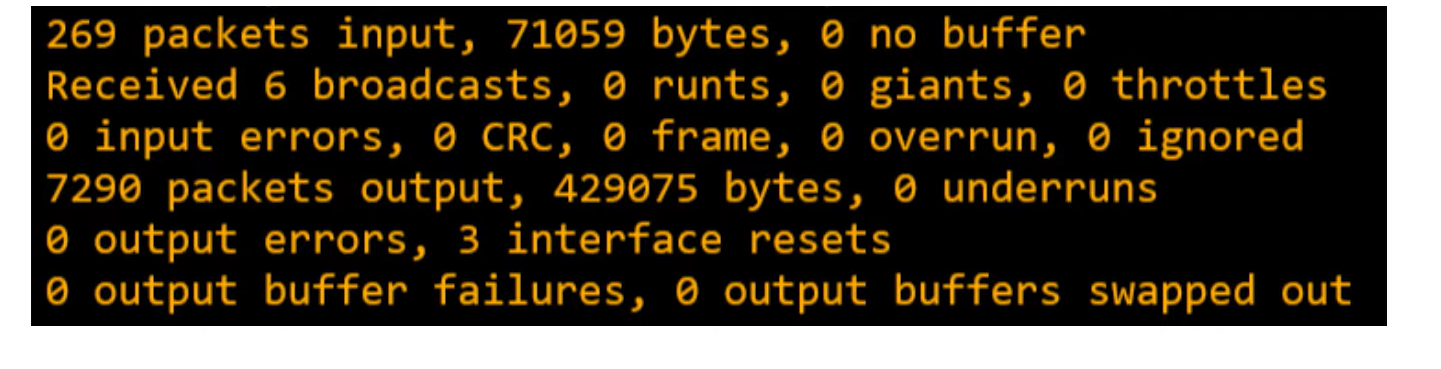 269 packets input, 71059 bytes, 0 no buffer
Received 6 broadcasts, 0 runts, 0 giants, 0 throttles
0 input errors, 0 CRC, 0 frame, 0 overrun, 0 ignored
7290 packets output, 429075 bytes, 0 underruns
0 output errors, 3 interface resets
0 output buffer failures, 0 output buffers swapped out